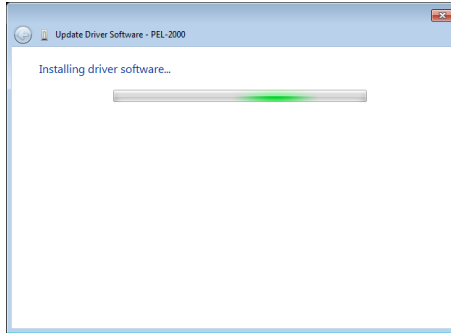 Update Driver Software - PEL-2000
Installing driver software...